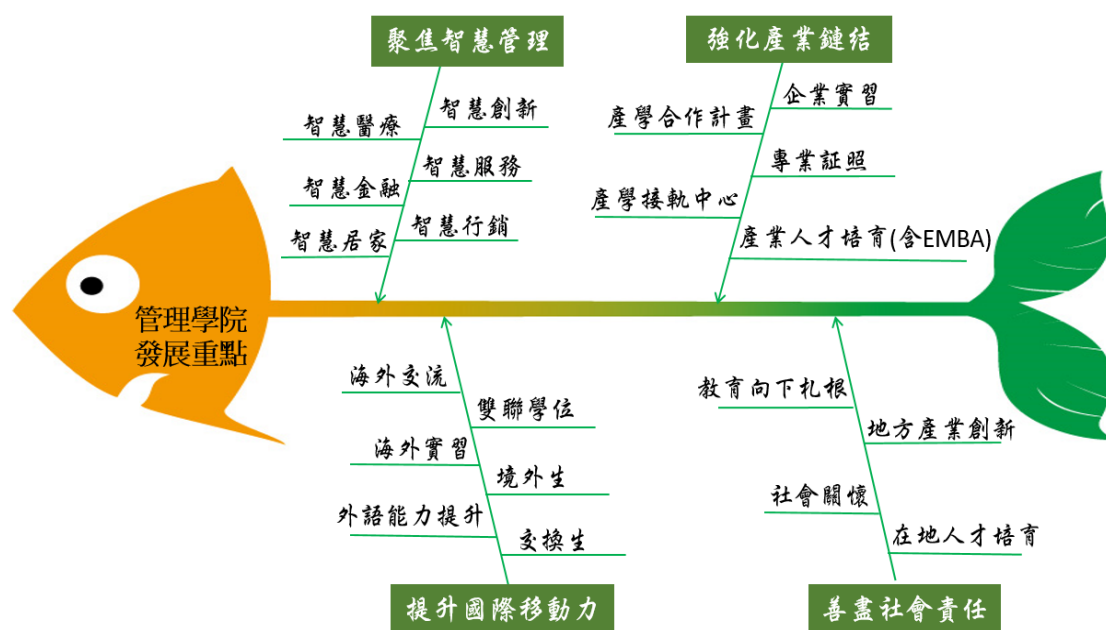 聚焦智慧管理
強化產業鏈结
智慧創新
智慧醫療
智慧服務
智慧金融
智慧行銷
智慧居家
企業實習
產學合作計畫
專業証照
產學接軌中心
產業人才培育(含EMBA)
管理學院
發展重點
海外交流
雙聯學位
海外實習
境外生
外語能力提升
交換生
教育向下札根
地方產業創新
社會關懷
在地人才培育
提升國際移動力
善盡社會責任